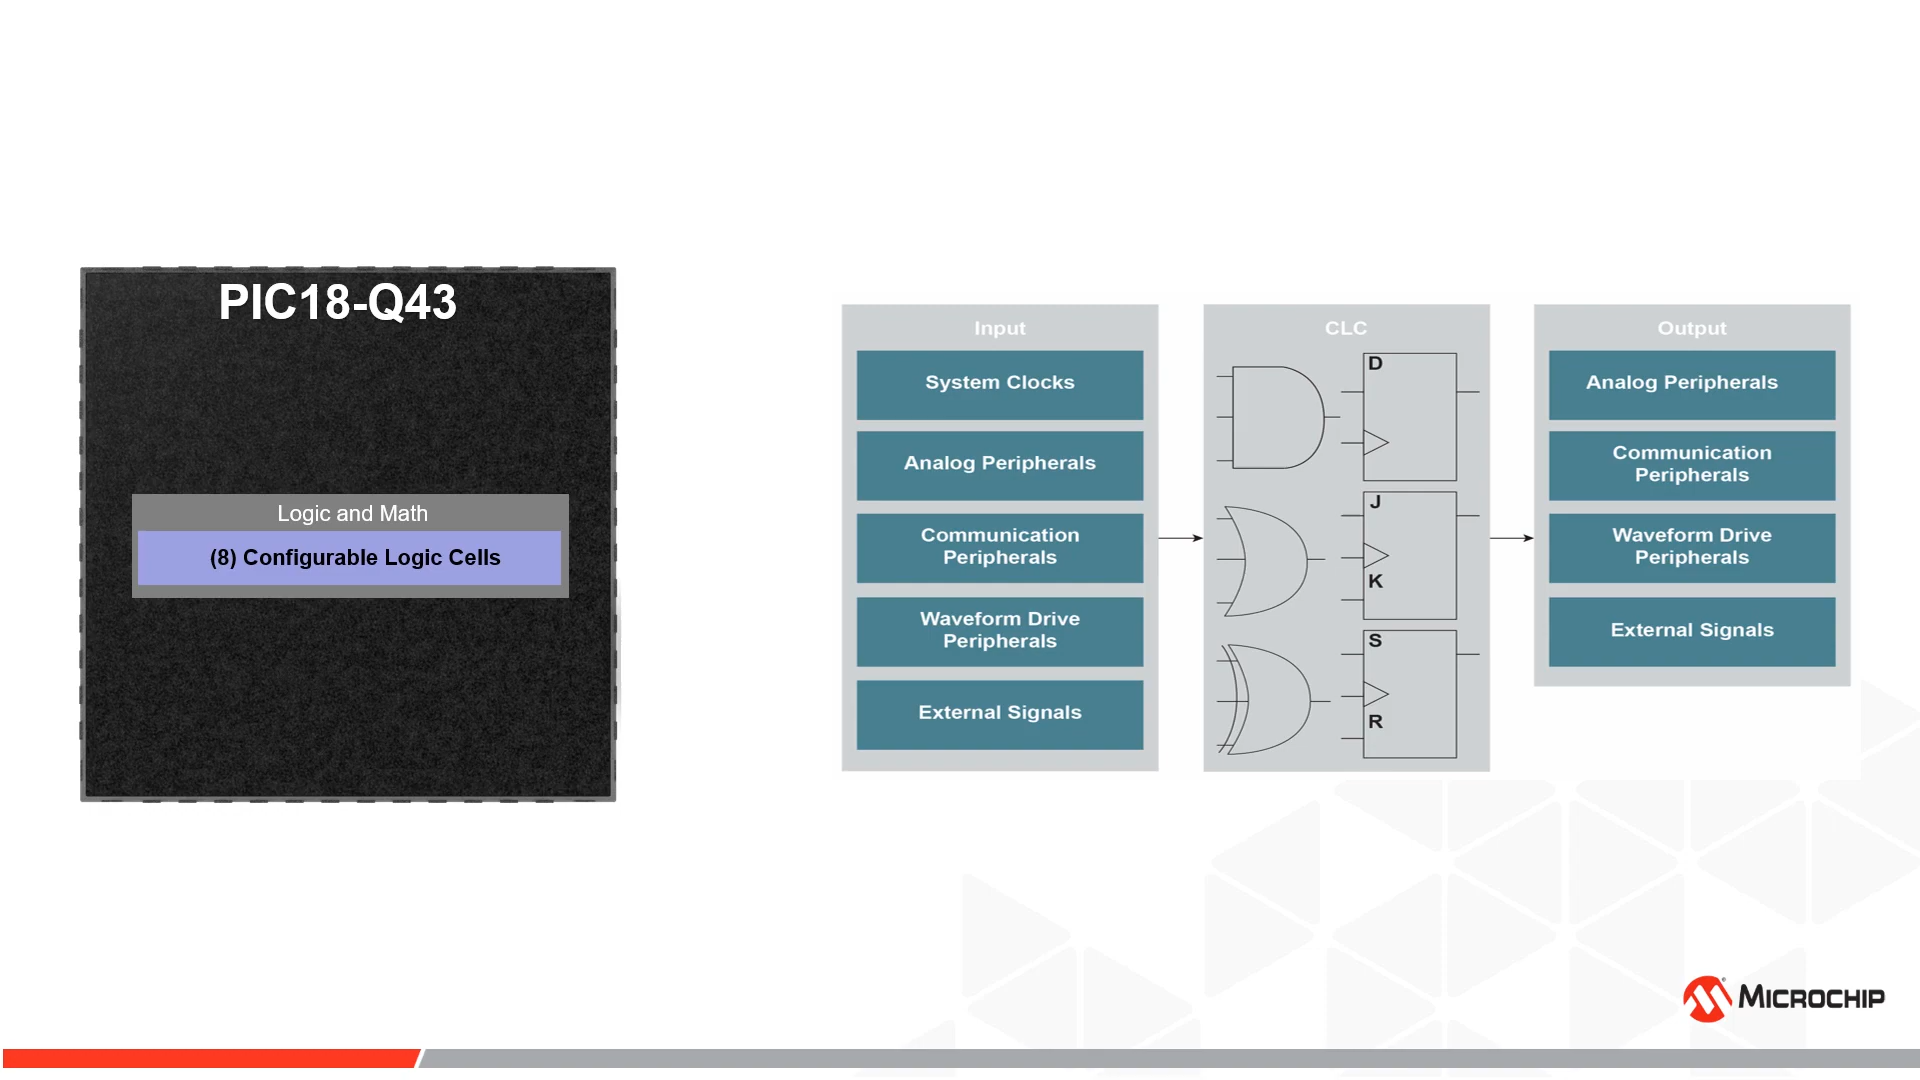 PIC18-Q43
Logic and Math
(8) Configurable Logic Cells
Input
System Clocks
Analog Peripherals
Communication
Peripherals
Waveform Drive
Peripherals
External Signals
CLC
D
J
K
S
R
Output
Analog Peripherals
Communication
Peripherals
Waveform Drive
Peripherals
External Signals
MICROCHIP